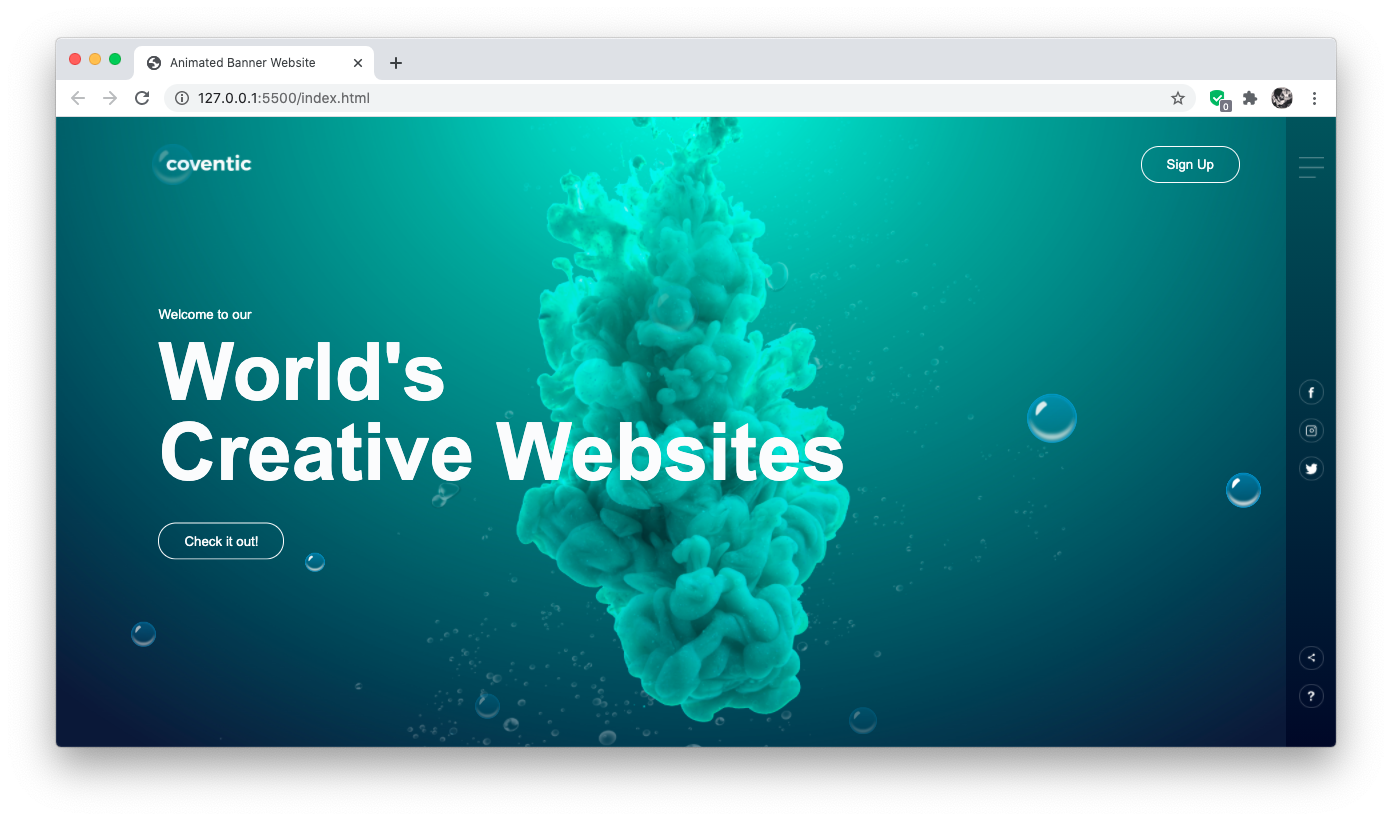 Animated Banner Website
127.0.0.1:5500/index.html
0
coventic
Sign Up
Welcome to our
World's
Creative Websites
Check it out!
f
?